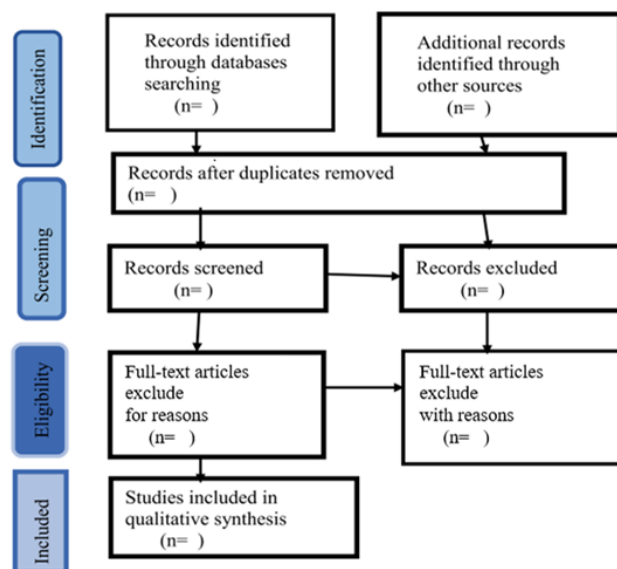 Identification
Records identified
through databases
searching
(n=  )
Additional records
identified through
other sources
(n=  )
Records after duplicates removed
(n=  )
Screening
Records screened
(n= )
Records excluded
(n=  )
Eligibility
Full-text articles
exclude
for reasons
(n=  )
Full-text articles
exclude
with reasons
(n=  )
Included
Studies included in
qualitative synthesis
(n=  )